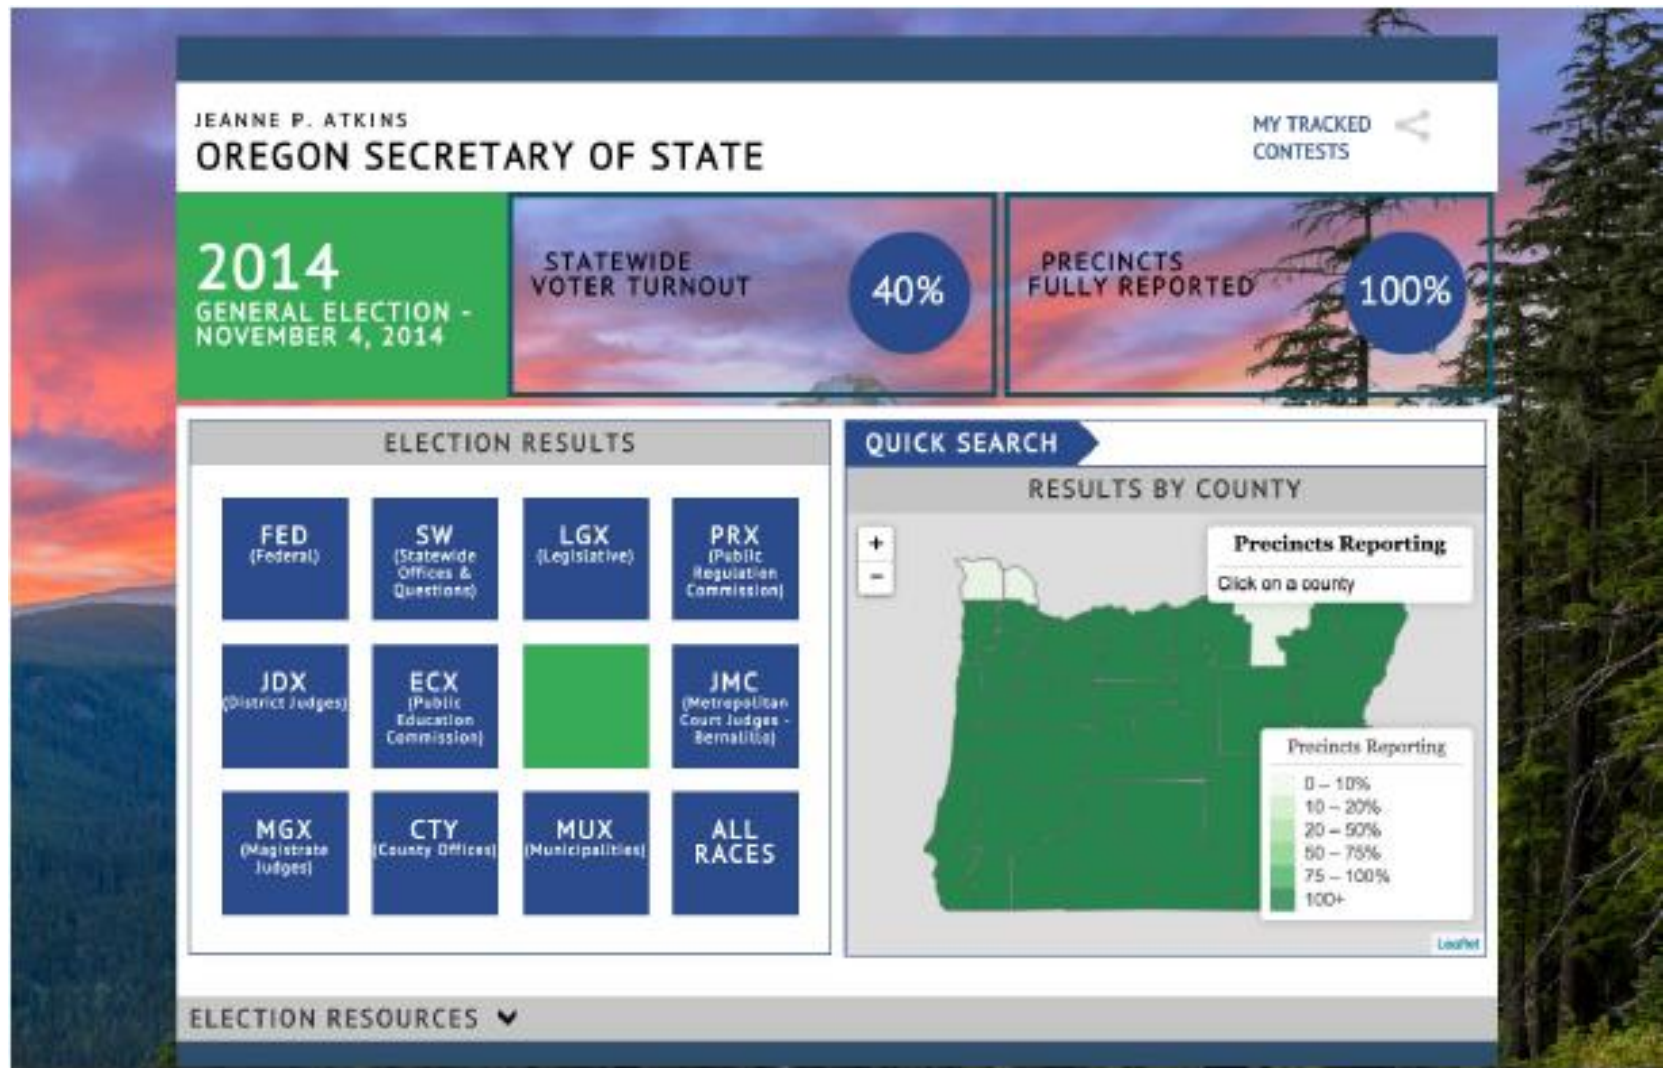 JEANNE P. ATKINS
OREGON SECRETARY OF STATE
MY TRACKED
CONTESTS
2014
GENERAL ELECTION -
NOVEMBER 4, 2014
STATEWIDE
VOTER TURNOUT
40%
PRECINCTS
FULLY REPORTED
100%
ELECTION RESULTS
FED
(Federal)
SW
(Statewide
Offices &
Questions)
LGX
(Legislative)
PRX
(Public
Regulation
Commission)
JDX
(District Judges)
ECX
(Public
Education
Commission)
JMC
(Metropolitan
Court Judges -
Bernalillo)
MGX
(Magistrate
Judges)
CTY
(County Offices)
MUX
(Municipalities)
ALL
RACES
QUICK SEARCH
RESULTS BY COUNTY
+
−
Precincts Reporting
Click on a county
Precincts Reporting
0 – 10%
10 – 20%
20 – 50%
50 – 75%
75 – 100%
100+
Leaflet
ELECTION RESOURCES